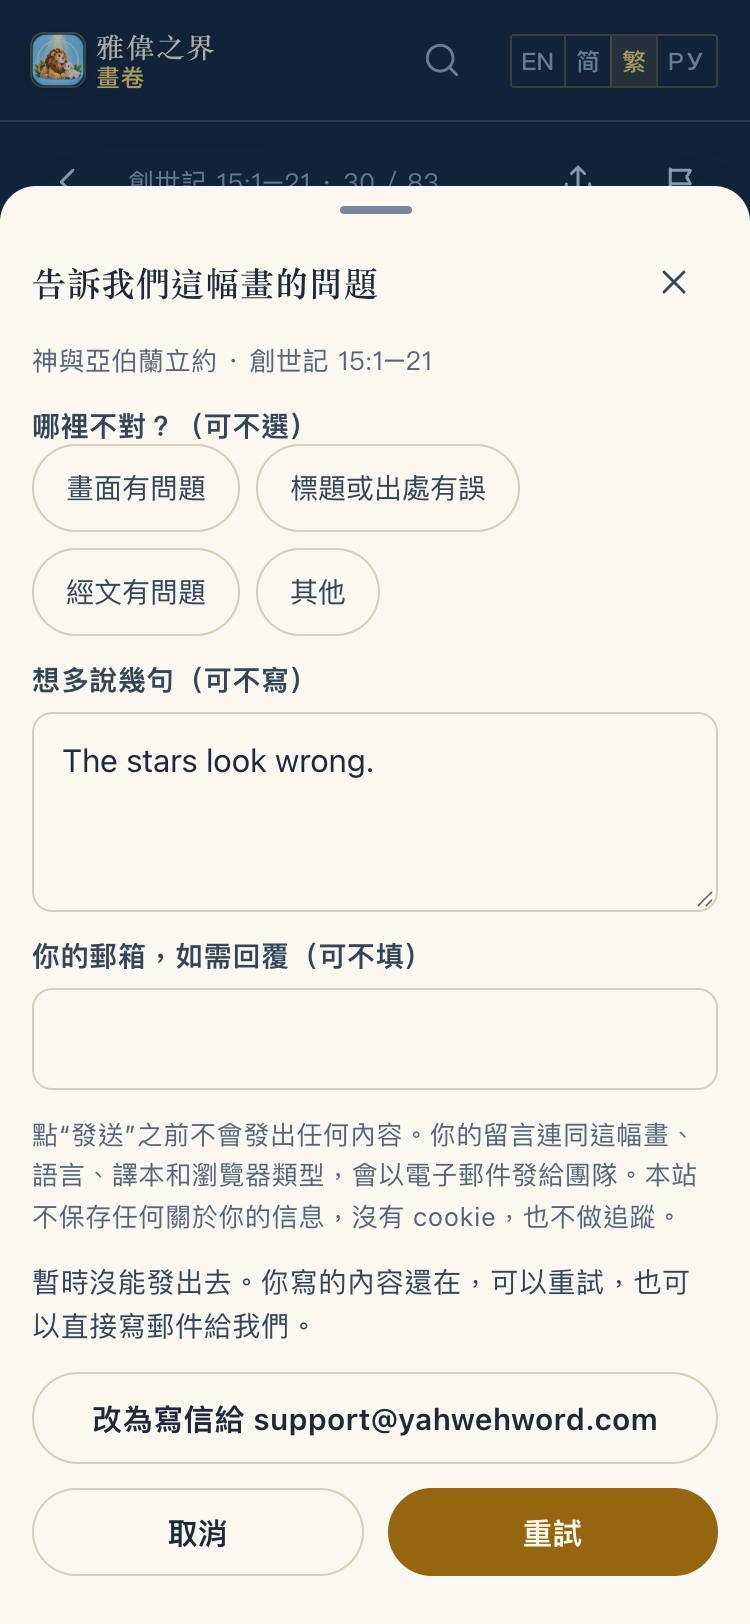 雅偉之界
畫卷
EN 简 繁 РУ
創世記 15:1–21 · 30 / 83
告訴我們這幅畫的問題
神與亞伯蘭立約 · 創世記 15:1–21
哪裡不對？（可不選）
畫面有問題 標題或出處有誤
經文有問題 其他
想多說幾句（可不寫）
The stars look wrong.
你的郵箱，如需回覆（可不填）
點“發送”之前不會發出任何內容。你的留言連同這幅畫、
語言、譯本和瀏覽器類型，會以電子郵件發給團隊。本站
不保存任何關於你的信息，沒有 cookie，也不做追蹤。
暫時沒能發出去。你寫的內容還在，可以重試，也可
以直接寫郵件給我們。
改為寫信給 support@yahwehword.com
取消 重試